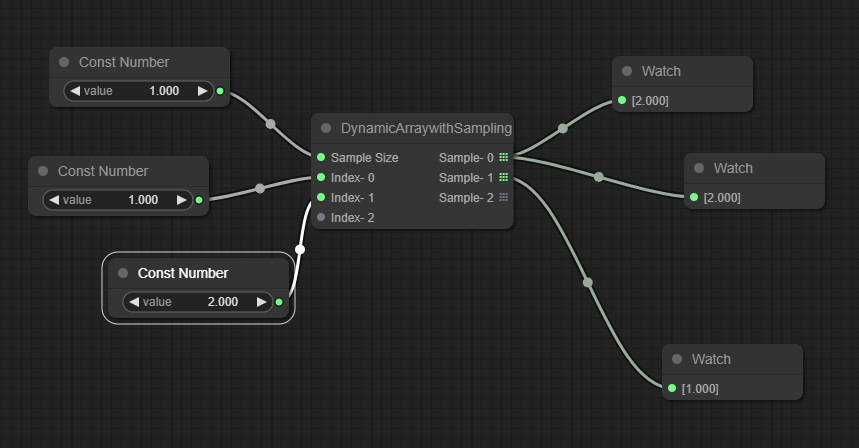 Const Number
value 1.000
Const Number
value 1.000
Const Number
value 2.000
DynamicArraywithSampling
Sample Size Sample- 0
Index- 0 Sample- 1
Index- 1 Sample- 2
Index- 2
Watch
[2.000]
Watch
[2.000]
Watch
[1.000]